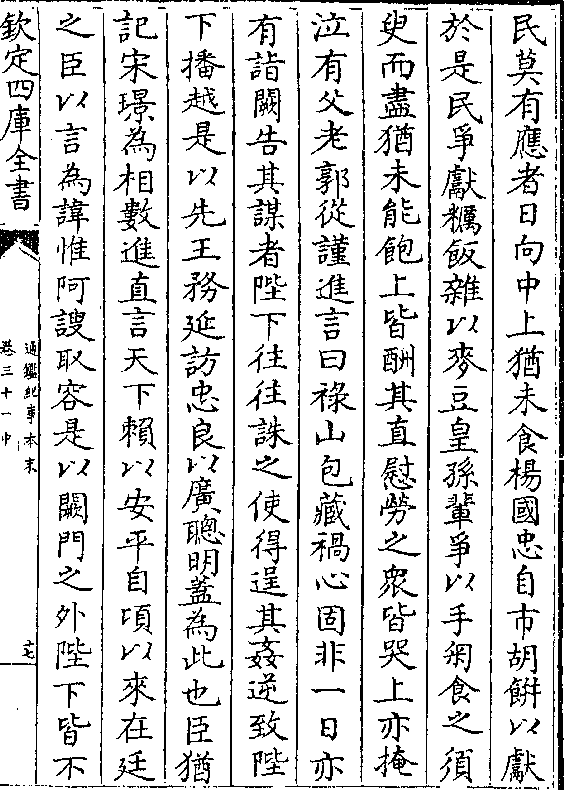 民莫有應者日向中上猶未食楊國忠自市胡餅以獻
於是民爭獻糲飯雜以麥豆皇孫輩爭以手匊食之須
臾而盡猶未能飽上皆酬其直慰勞之衆皆哭上亦掩
泣有父老郭從謹進言曰祿山包藏禍心固非一日亦
有詣闕告其謀者陛下往往誅之使得逞其姦逆致陛
下播越是以先王務延訪忠良以廣聰明蓋為此也臣猶
記宋璟為相數進直言天下賴以安平自頃以來在廷
之臣以言為諱惟阿諛取容是以闕門之外陛下皆不
欽定四庫全書
通鑑紀事本末
卷三十一中